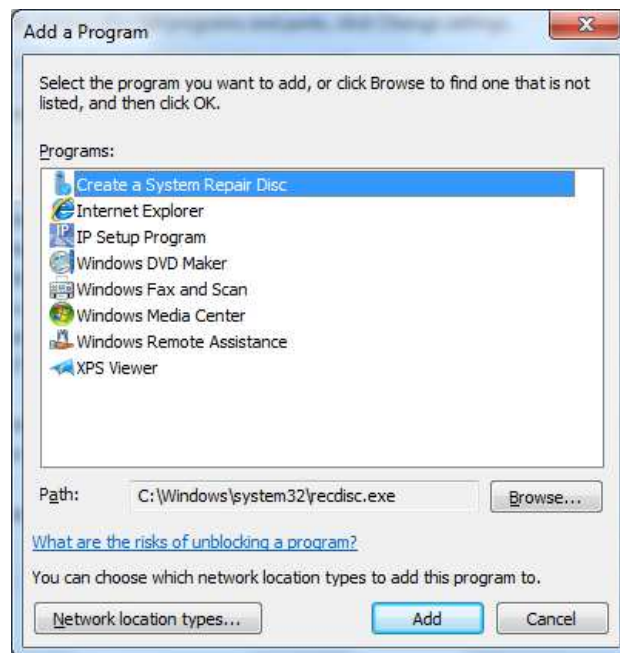 Add a Program
Select the program you want to add, or click Browse to find one that is not
listed, and then click OK.
Programs:
Create a System Repair Disc
Internet Explorer
IP Setup Program
Windows DVD Maker
Windows Fax and Scan
Windows Media Center
Windows Remote Assistance
XPS Viewer
Path: C:\Windows\system32\recdisc.exe Browse...
What are the risks of unblocking a program?
You can choose which network location types to add this program to.
Network location types... Add Cancel